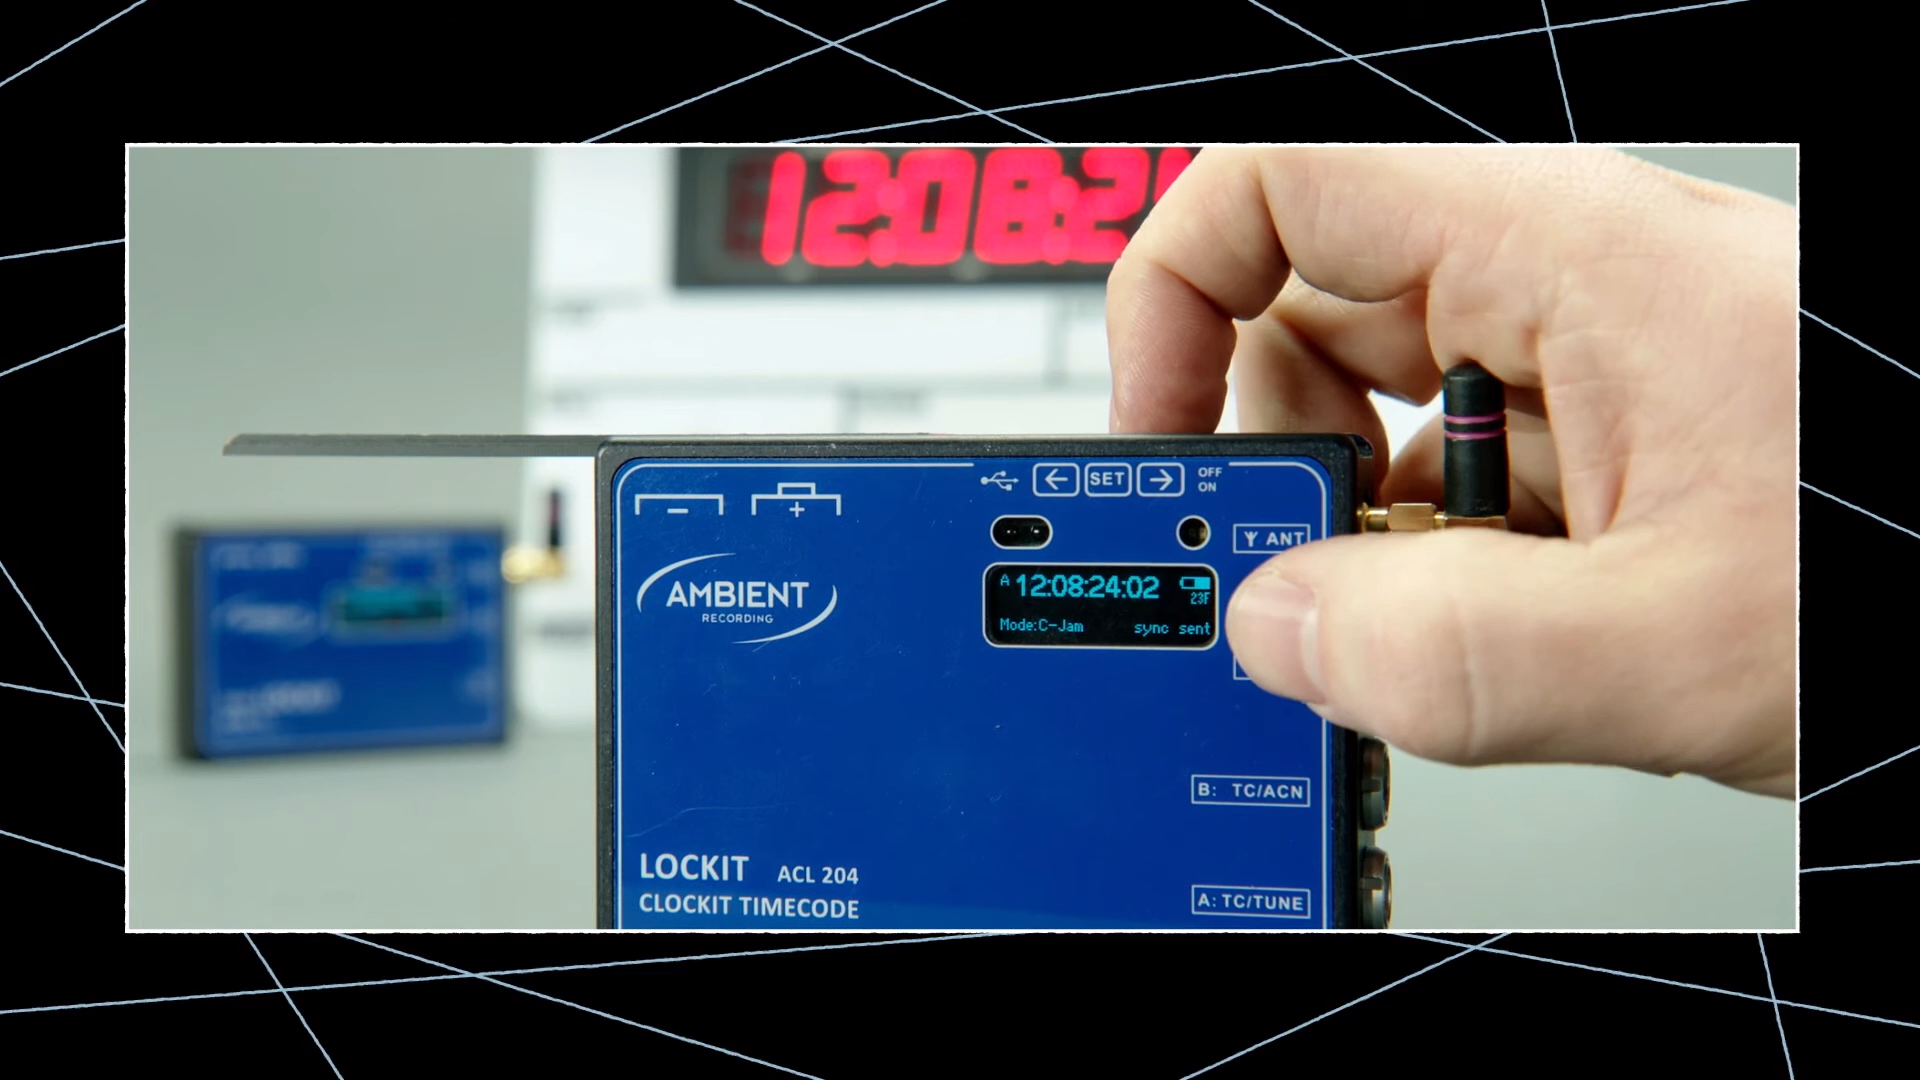 12:08:2
OFF
ON
← SET →
- +
ANT
AMBIENT
RECORDING
A 12:08:24:02
23F
Mode:C-Jam sync sent
B: TC/ACN
LOCKIT ACL 204
CLOCKIT TIMECODE
A: TC/TUNE